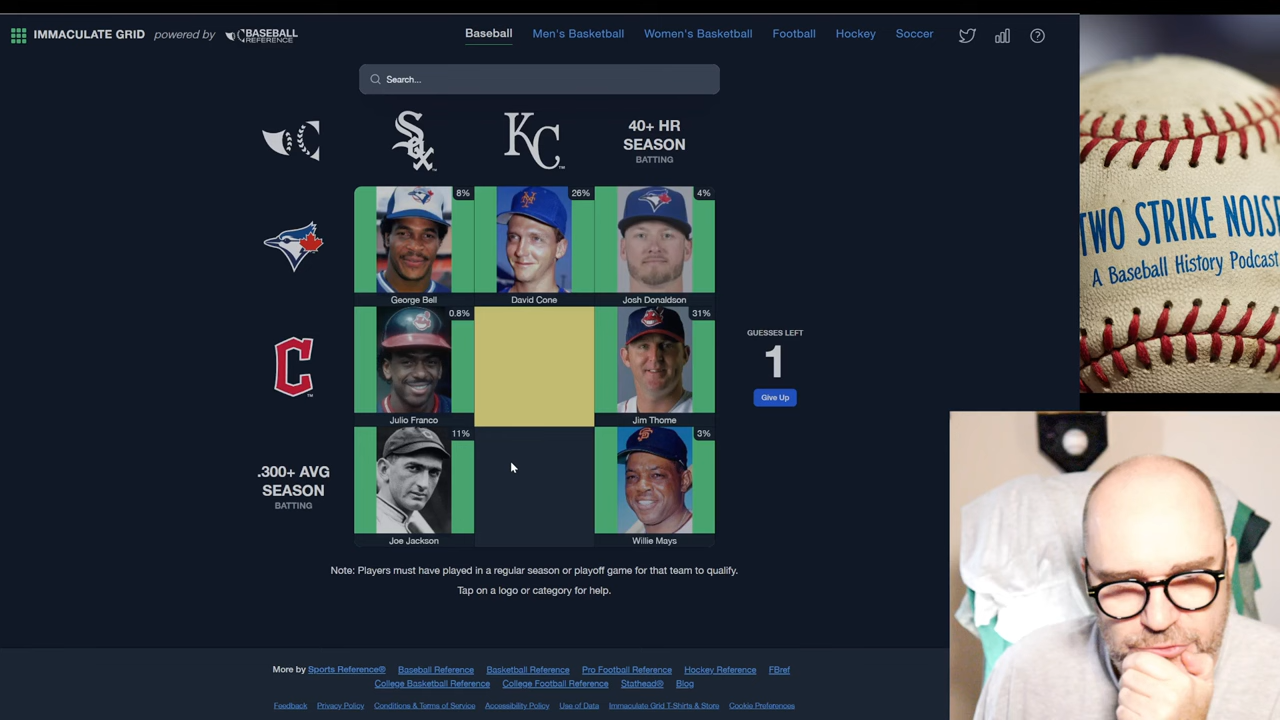 IMMACULATE GRID powered by BASEBALL REFERENCE
Baseball Men's Basketball Women's Basketball Football Hockey Soccer
Search...
Sox KC 40+ HR SEASON BATTING
8% 26% 4%
George Bell David Cone Josh Donaldson
0.8% 31%
C
Julio Franco Jim Thome
GUESSES LEFT
1
Give Up
11% 3%
.300+ AVG
SEASON
BATTING
Joe Jackson Willie Mays
Note: Players must have played in a regular season or playoff game for that team to qualify.
Tap on a logo or category for help.
More by Sports Reference® Baseball Reference Basketball Reference Pro Football Reference Hockey Reference FBref
College Basketball Reference College Football Reference Stathead® Blog
Feedback Privacy Policy Conditions & Terms of Service Accessibility Policy Use of Data Immaculate Grid T-Shirts & Store Cookie Preferences
TWO STRIKE NOISE
A Baseball History Podcast